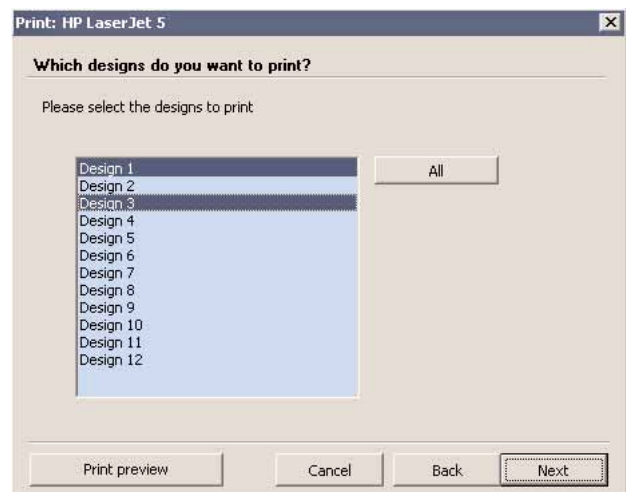 Print: HP LaserJet 5
Which designs do you want to print?
Please select the designs to print
Design 1
All
Design 2
Design 3
Design 4
Design 5
Design 6
Design 7
Design 8
Design 9
Design 10
Design 11
Design 12
Print preview Cancel Back Next